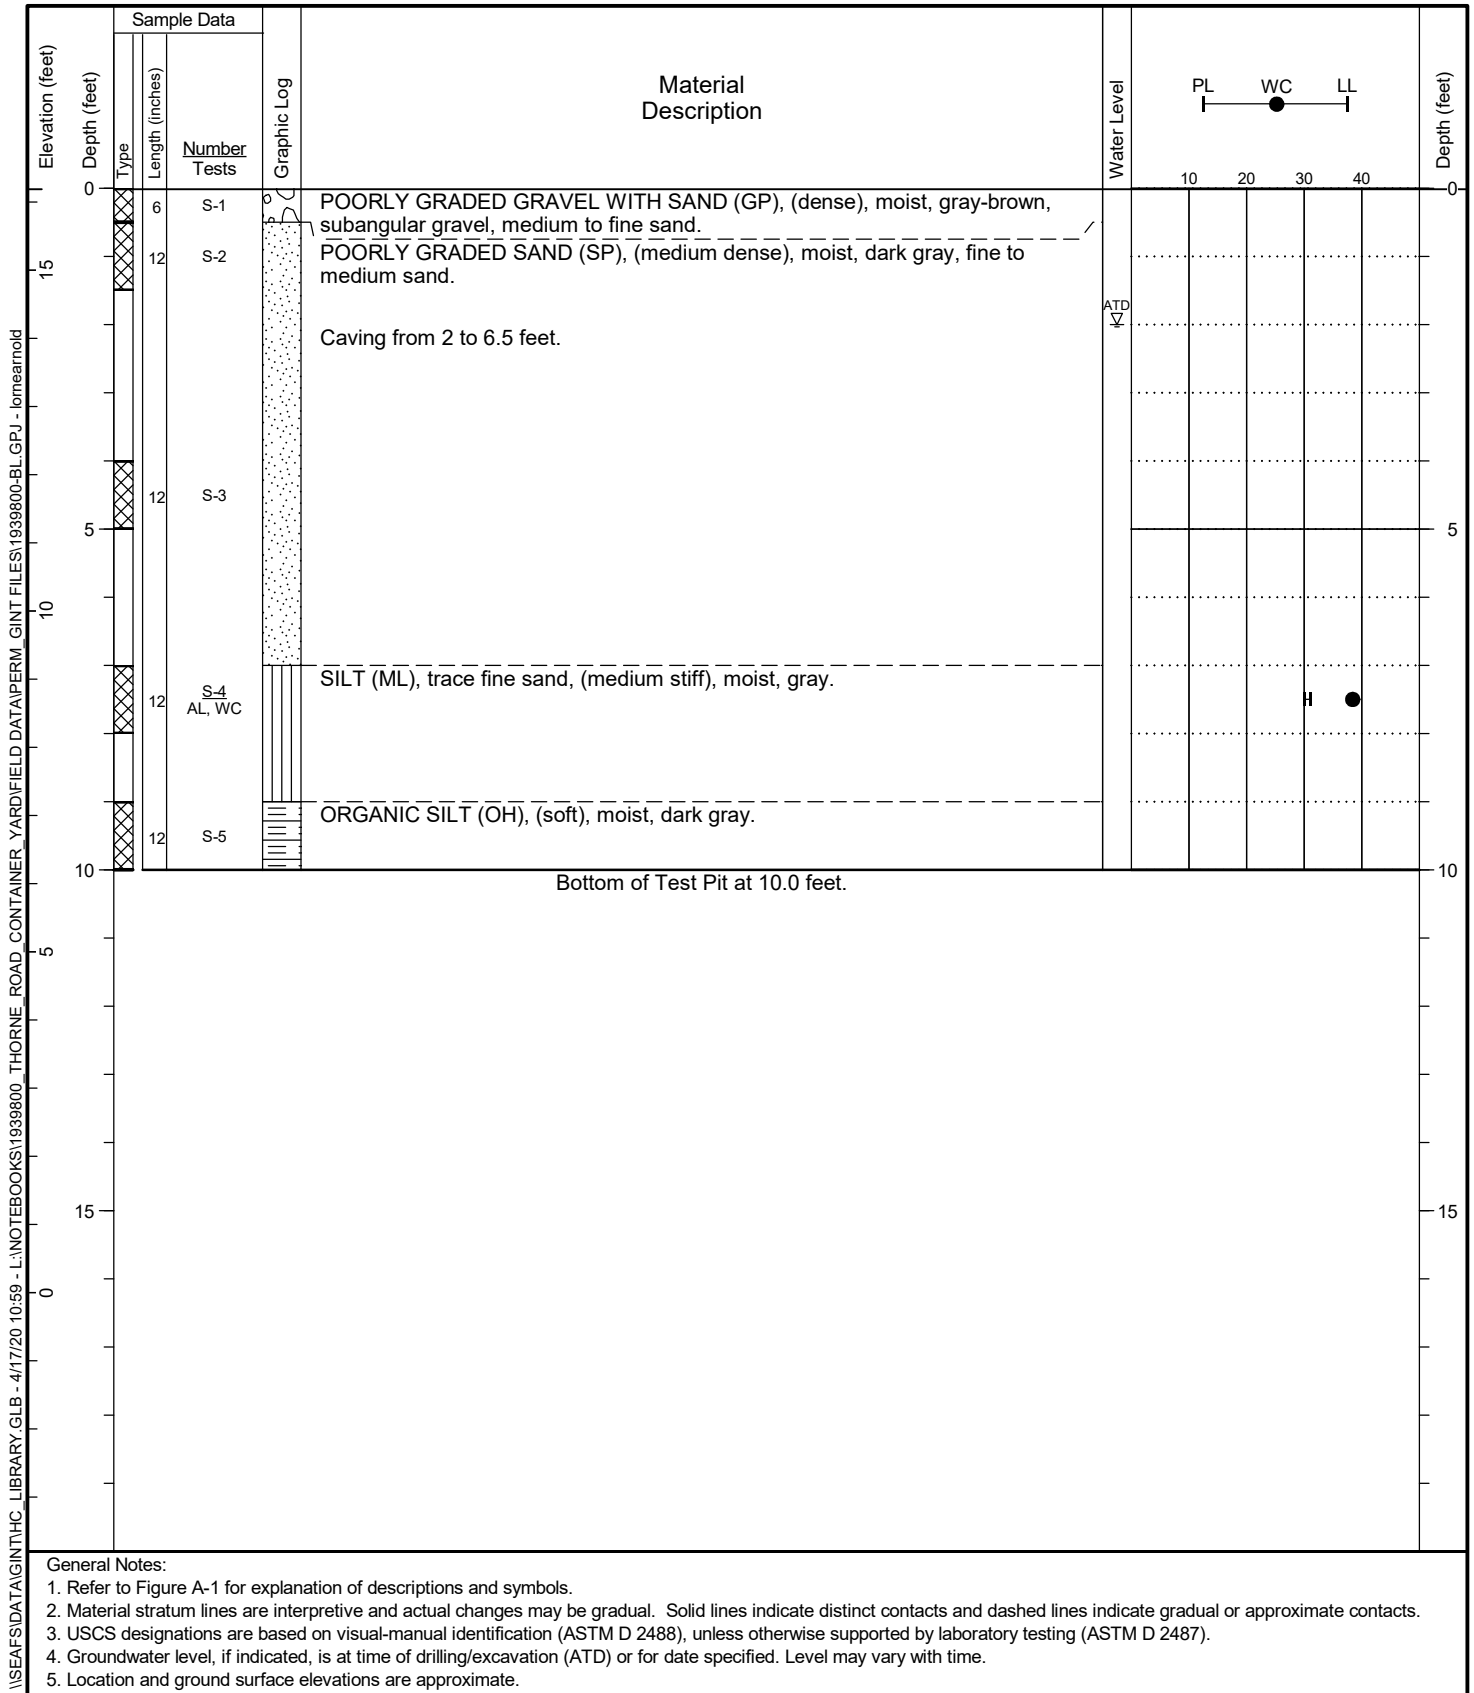 Sample Data
Elevation (feet)
Depth (feet)
Type
Length (inches)
Number
Tests
Graphic Log
Material
Description
Water Level
PL WC LL
Depth (feet)
10 20 30 40
0 0
6 S-1 POORLY GRADED GRAVEL WITH SAND (GP), (dense), moist, gray-brown,
subangular gravel, medium to fine sand.
15 12 S-2 POORLY GRADED SAND (SP), (medium dense), moist, dark gray, fine to
medium sand.
ATD
Caving from 2 to 6.5 feet.
12 S-3
5 5
10
SILT (ML), trace fine sand, (medium stiff), moist, gray.
12 S-4
AL, WC
ORGANIC SILT (OH), (soft), moist, dark gray.
12 S-5
10 10
Bottom of Test Pit at 10.0 feet.
5
15 15
0
\\SEAFS\DATA\GINT\HC_LIBRARY.GLB - 4/17/20 10:59 - L:\NOTEBOOKS\1939800_THORNE_ROAD_CONTAINER_YARD\FIELD DATA\PERM_GINT FILES\1939800-BL.GPJ - lornearnold
General Notes:
1. Refer to Figure A-1 for explanation of descriptions and symbols.
2. Material stratum lines are interpretive and actual changes may be gradual. Solid lines indicate distinct contacts and dashed lines indicate gradual or approximate contacts.
3. USCS designations are based on visual-manual identification (ASTM D 2488), unless otherwise supported by laboratory testing (ASTM D 2487).
4. Groundwater level, if indicated, is at time of drilling/excavation (ATD) or for date specified. Level may vary with time.
5. Location and ground surface elevations are approximate.